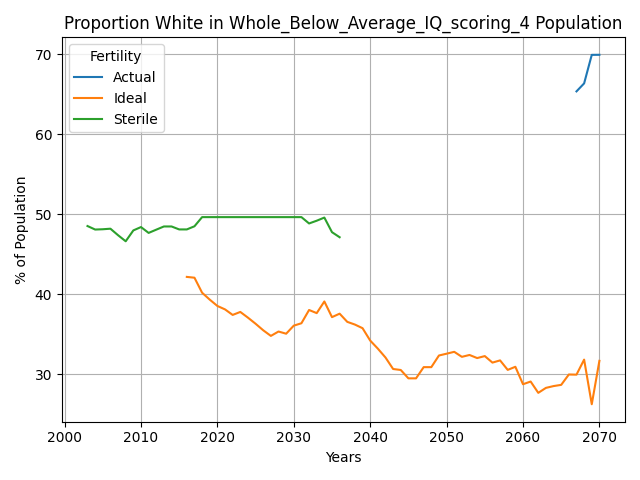 Proportion White in Whole_Below_Average_IQ_scoring_4 Population
Fertility
Actual
Ideal
Sterile
% of Population
70
60
50
40
30
2000 2010 2020 2030 2040 2050 2060 2070
Years